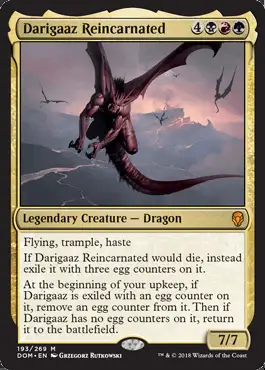 Darigaaz Reincarnated 4
Legendary Creature — Dragon
Flying, trample, haste
If Darigaaz Reincarnated would die, instead
exile it with three egg counters on it.
At the beginning of your upkeep, if
Darigaaz is exiled with an egg counter on
it, remove an egg counter from it. Then if
Darigaaz has no egg counters on it, return
it to the battlefield.
7/7
193/269 M
DOM • EN GRZEGORZ RUTKOWSKI
™ & © 2018 Wizards of the Coast